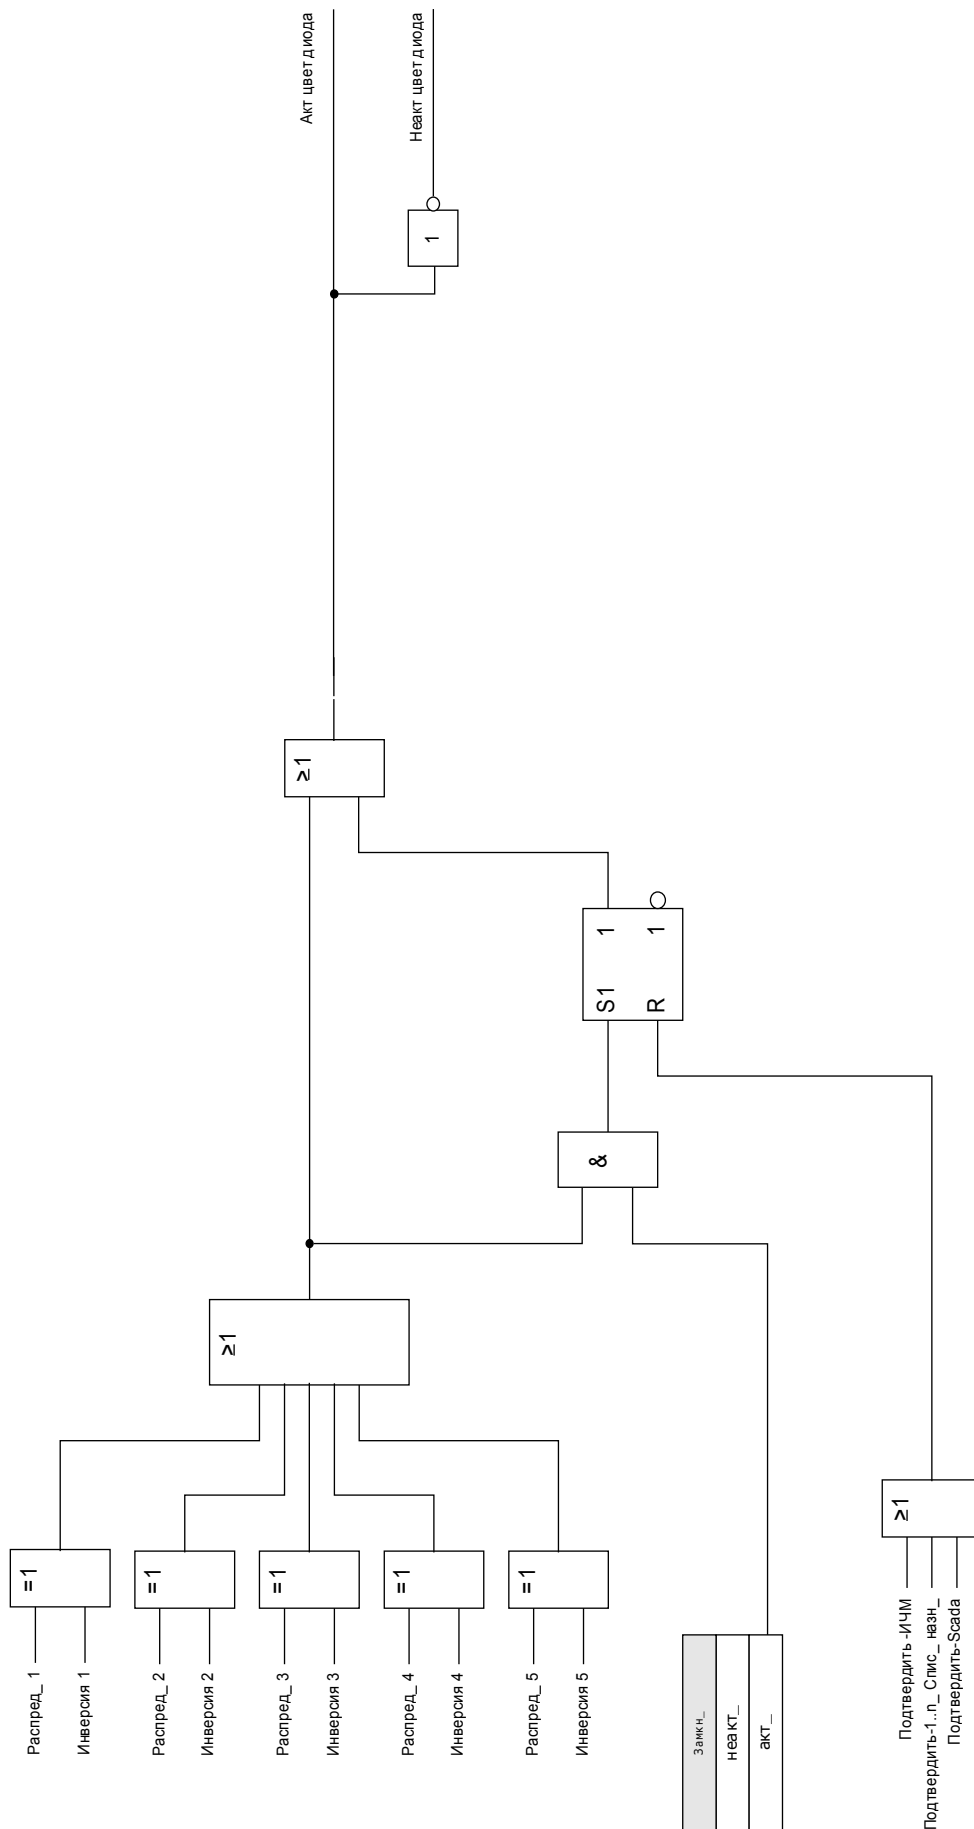 Распред_ 1
Инверсия 1
=1
Распред_ 2
Инверсия 2
=1
Распред_ 3
Инверсия 3
=1
Распред_ 4
Инверсия 4
=1
Распред_ 5
Инверсия 5
=1
≥1
Замкн_
неакт_
акт_
&
Подтвердить -ИЧМ
Подтвердить-1..n_ Спис_ назн_
Подтвердить-Scada
≥1
S1 1
R 1
≥1
1
Акт цвет диода
Неакт цвет диода